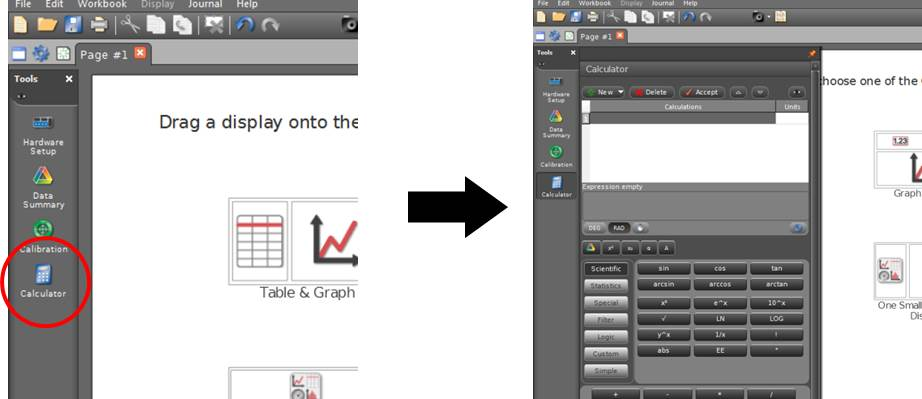 File Edit Workbook Display Journal Help
Page #1
Tools
Hardware
Setup
Data
Summary
Calibration
Calculator
Drag a display onto the
Table & Graph
File Edit Workbook Display Journal Help
Page #1
Tools
Hardware
Setup
Data
Summary
Calibration
Calculator
Calculator
New Delete Accept
Calculations Units
Expression empty
DEG RAD
Scientific sin cos tan
Statistics arcsin arccos arctan
Special x² e^x 10^x
Filter √ LN LOG
Logic y^x 1/x !
Custom abs EE °
Simple
+ - * /
choose one of the
1.23
Graph
One Small
Dis